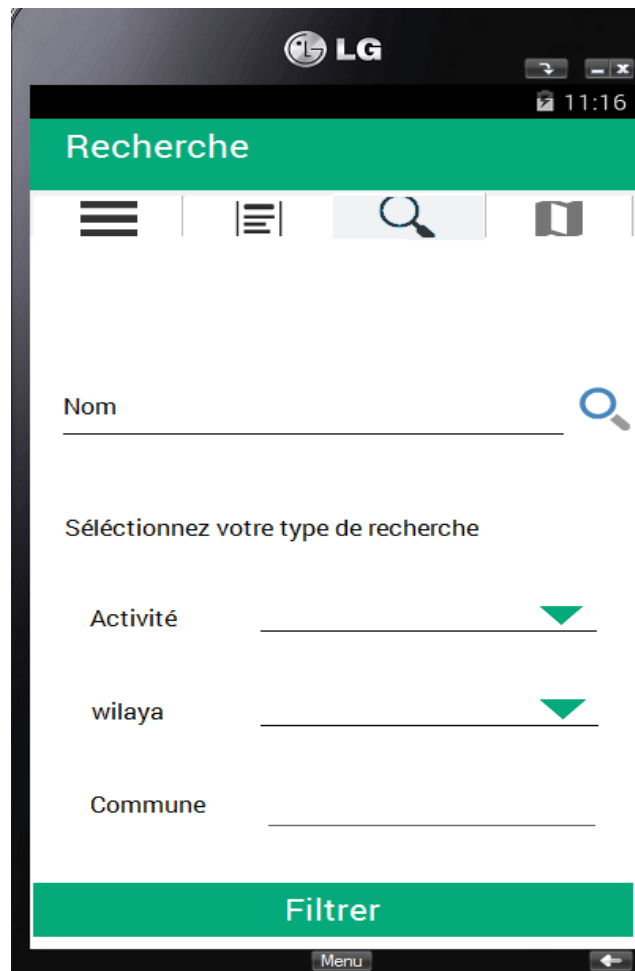 LG
11:16
Recherche
Nom
Séléctionnez votre type de recherche
Activité
wilaya
Commune
Filtrer
Menu